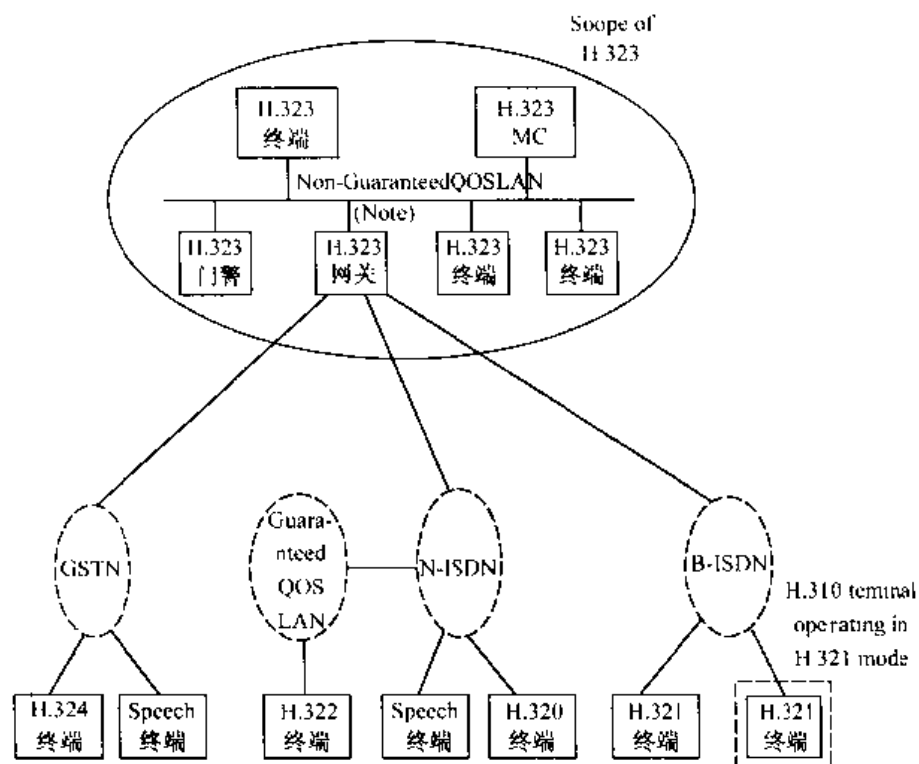 Soope of
H 323
H.323
终端
H.323
MC
Non-GuaranteedQOSLAN
(Note)
H.323
门警
H.323
网关
H.323
终端
H.323
终端
GSTN
Guara-
nteed
QOS
LAN
N-ISDN
B-ISDN
H.310 teminal
operating in
H 321 mode
H.324
终端
Speech
终端
H.322
终端
Speech
终端
H.320
终端
H.321
终端
H.321
终端